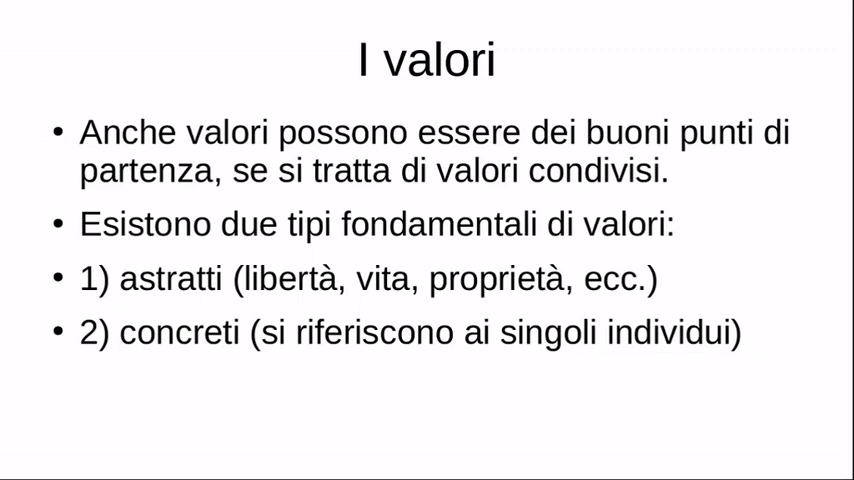 I valori
• Anche valori possono essere dei buoni punti di
partenza, se si tratta di valori condivisi.
• Esistono due tipi fondamentali di valori:
• 1) astratti (libertà, vita, proprietà, ecc.)
• 2) concreti (si riferiscono ai singoli individui)